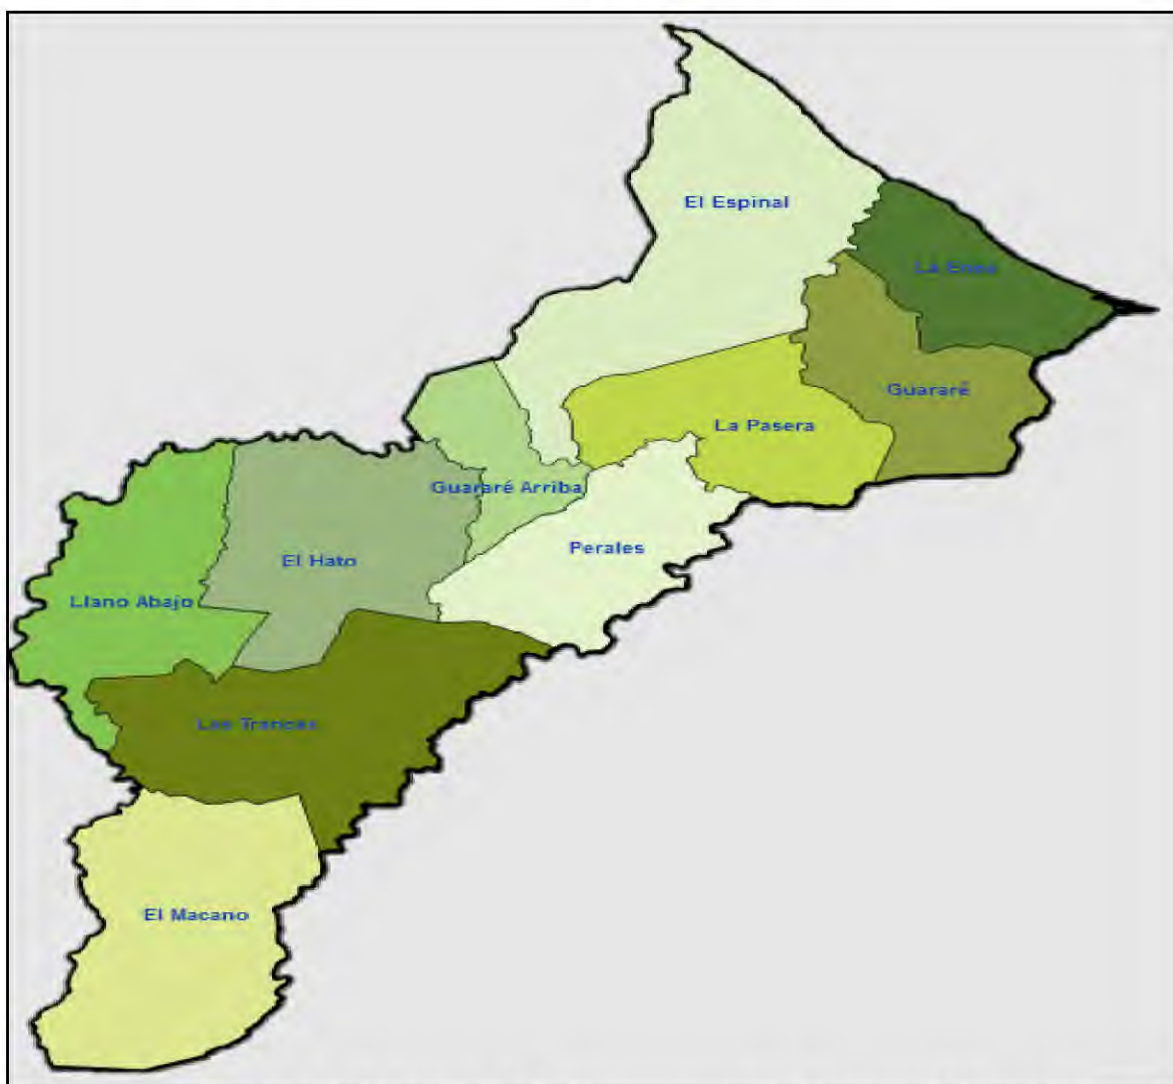 El Espinal
La Enea
Guararé
La Pasera
Guararé Arriba
Perales
El Hato
Llano Abajo
Las Trancas
El Macano